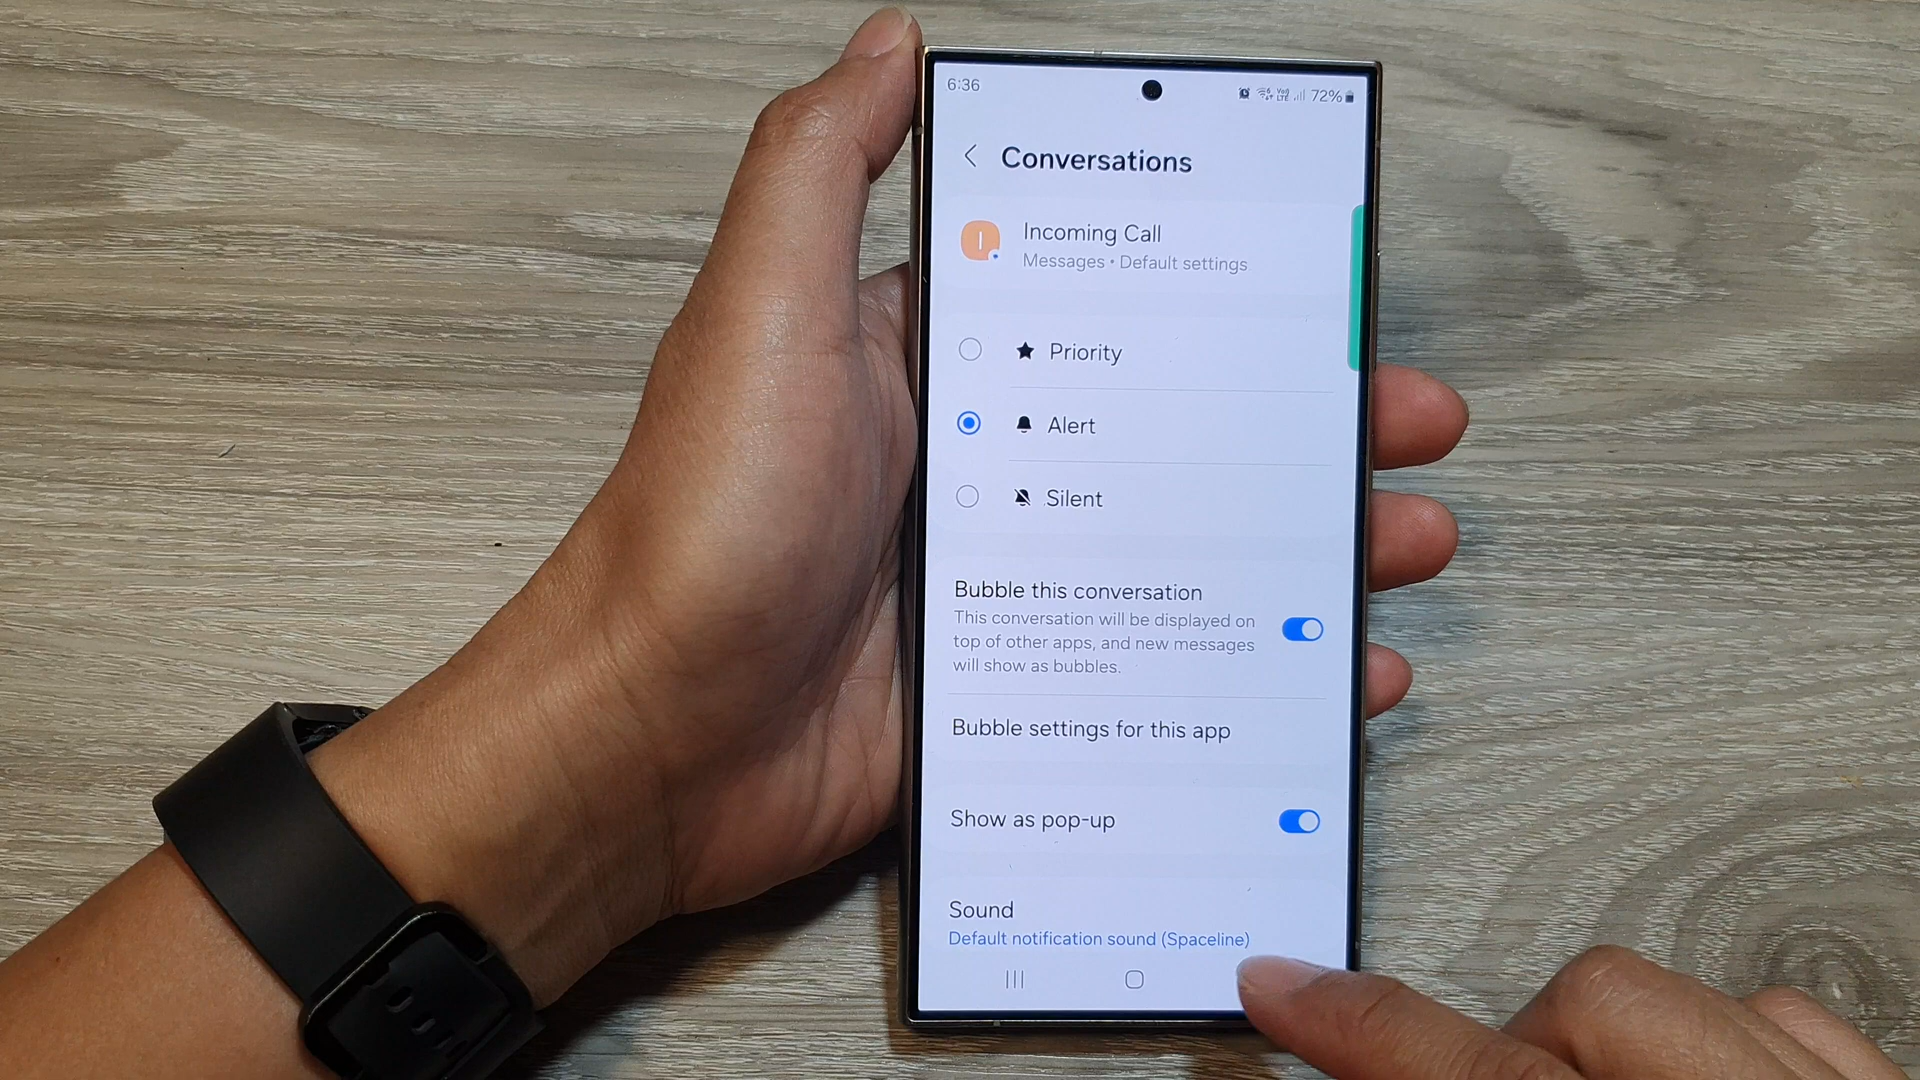 6:36
72%
Conversations
Incoming Call
Messages • Default settings
Priority
Alert
Silent
Bubble this conversation
This conversation will be displayed on
top of other apps, and new messages
will show as bubbles.
Bubble settings for this app
Show as pop-up
Sound
Default notification sound (Spaceline)